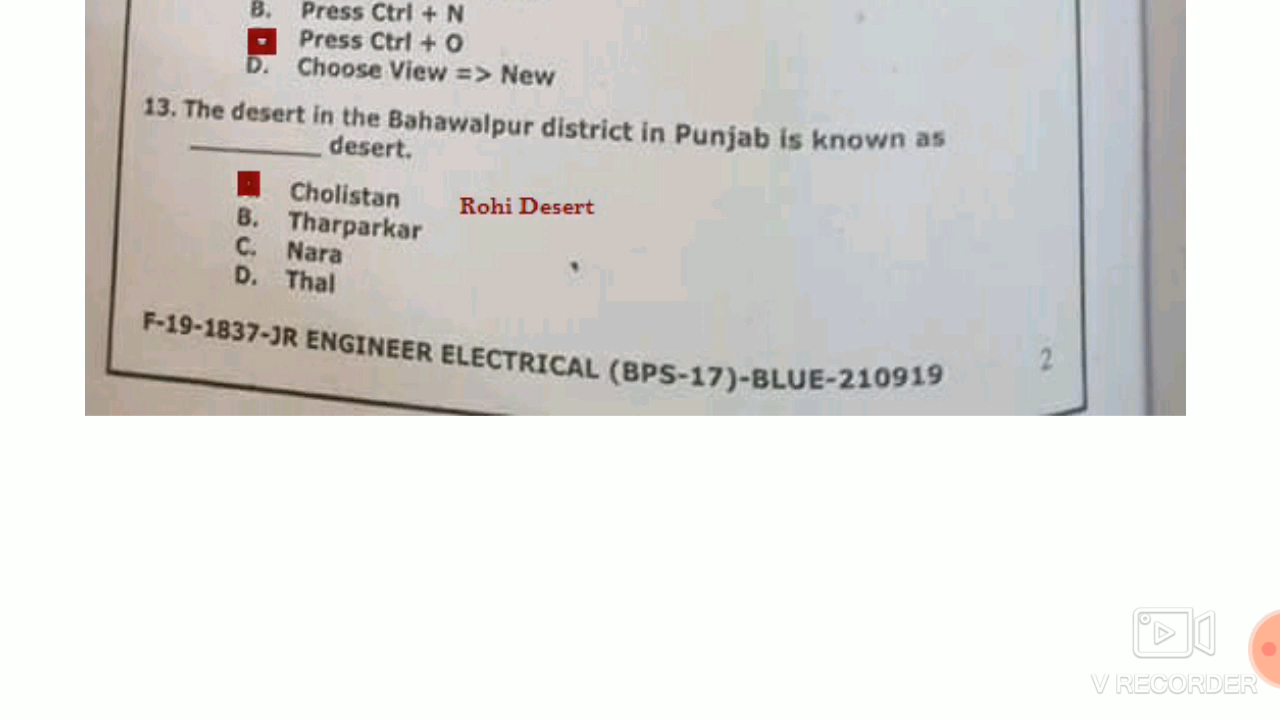 B. Press Ctrl + N
Press Ctrl + O
D. Choose View => New
13. The desert in the Bahawalpur district in Punjab is known as
__________ desert.
Cholistan Rohi Desert
B. Tharparkar
C. Nara
D. Thal
F-19-1837-JR ENGINEER ELECTRICAL (BPS-17)-BLUE-210919
2
V RECORDER